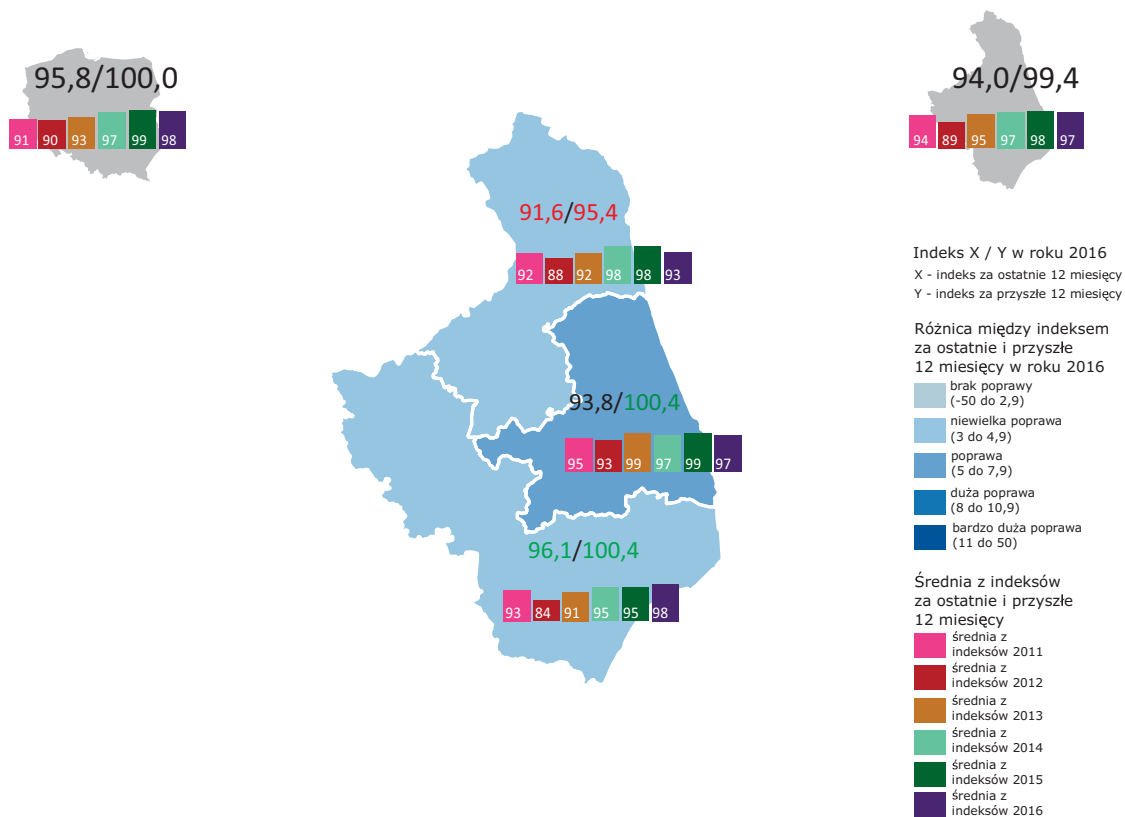 95,8/100,0
91 90 93 97 99 98
94,0/99,4
94 89 95 97 98 97
91,6/95,4
92 88 92 98 98 93
93,8/100,4
95 93 99 97 99 97
96,1/100,4
93 84 91 95 95 98
Indeks X / Y w roku 2016
X - indeks za ostatnie 12 miesięcy
Y - indeks za przyszłe 12 miesięcy
Różnica między indeksem
za ostatnie i przyszłe
12 miesięcy w roku 2016
brak poprawy
(-50 do 2,9)
niewielka poprawa
(3 do 4,9)
poprawa
(5 do 7,9)
duża poprawa
(8 do 10,9)
bardzo duża poprawa
(11 do 50)
Średnia z indeksów
za ostatnie i przyszłe
12 miesięcy
średnia z
indeksów 2011
średnia z
indeksów 2012
średnia z
indeksów 2013
średnia z
indeksów 2014
średnia z
indeksów 2015
średnia z
indeksów 2016